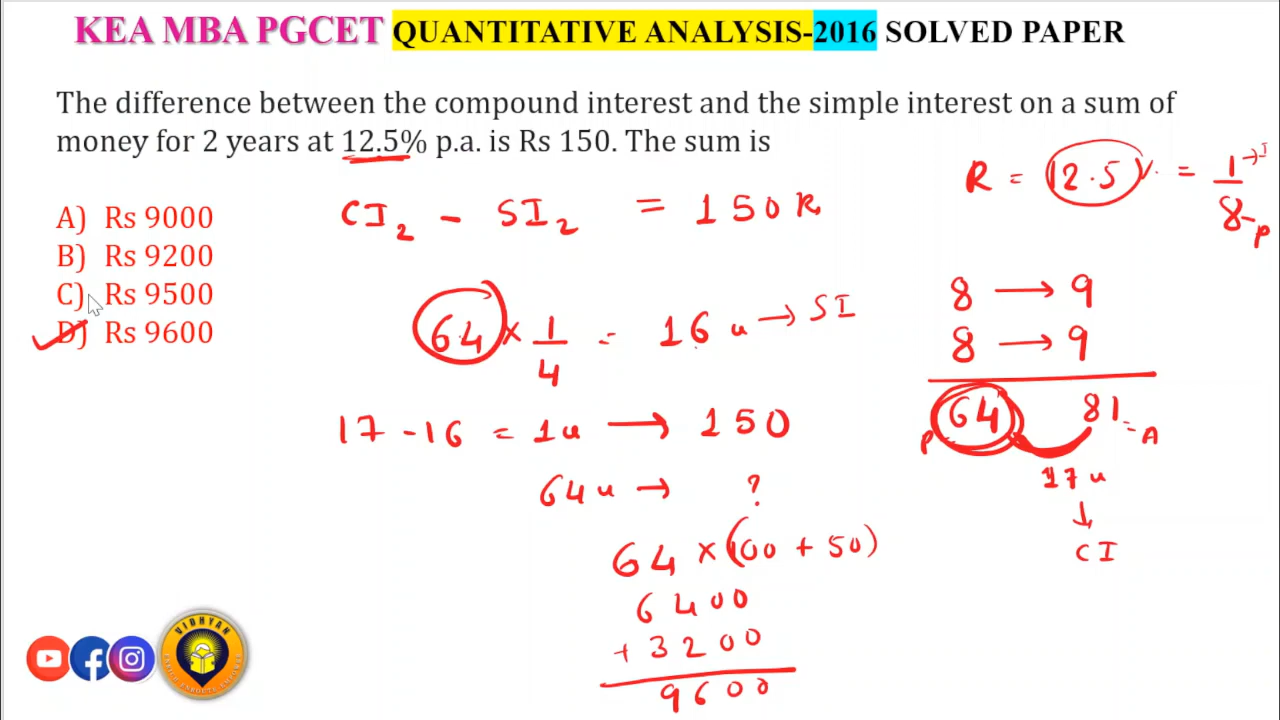 KEA MBA PGCET QUANTITATIVE ANALYSIS-2016 SOLVED PAPER
The difference between the compound interest and the simple interest on a sum of
money for 2 years at 12.5% p.a. is Rs 150. The sum is
A) Rs 9000
B) Rs 9200
C) Rs 9500
D) Rs 9600
CI₂ - SI₂ = 150 R
64 × 1/4 = 16 u → SI
17 - 16 = 1u → 150
64 u → ?
64 × (100 + 50)
6400
+ 3200
9600
R = 12.5 % = 1/8
→ I
- P
8 → 9
8 → 9
64 81
P = A
17 u
↓
CI
VIDHYAN